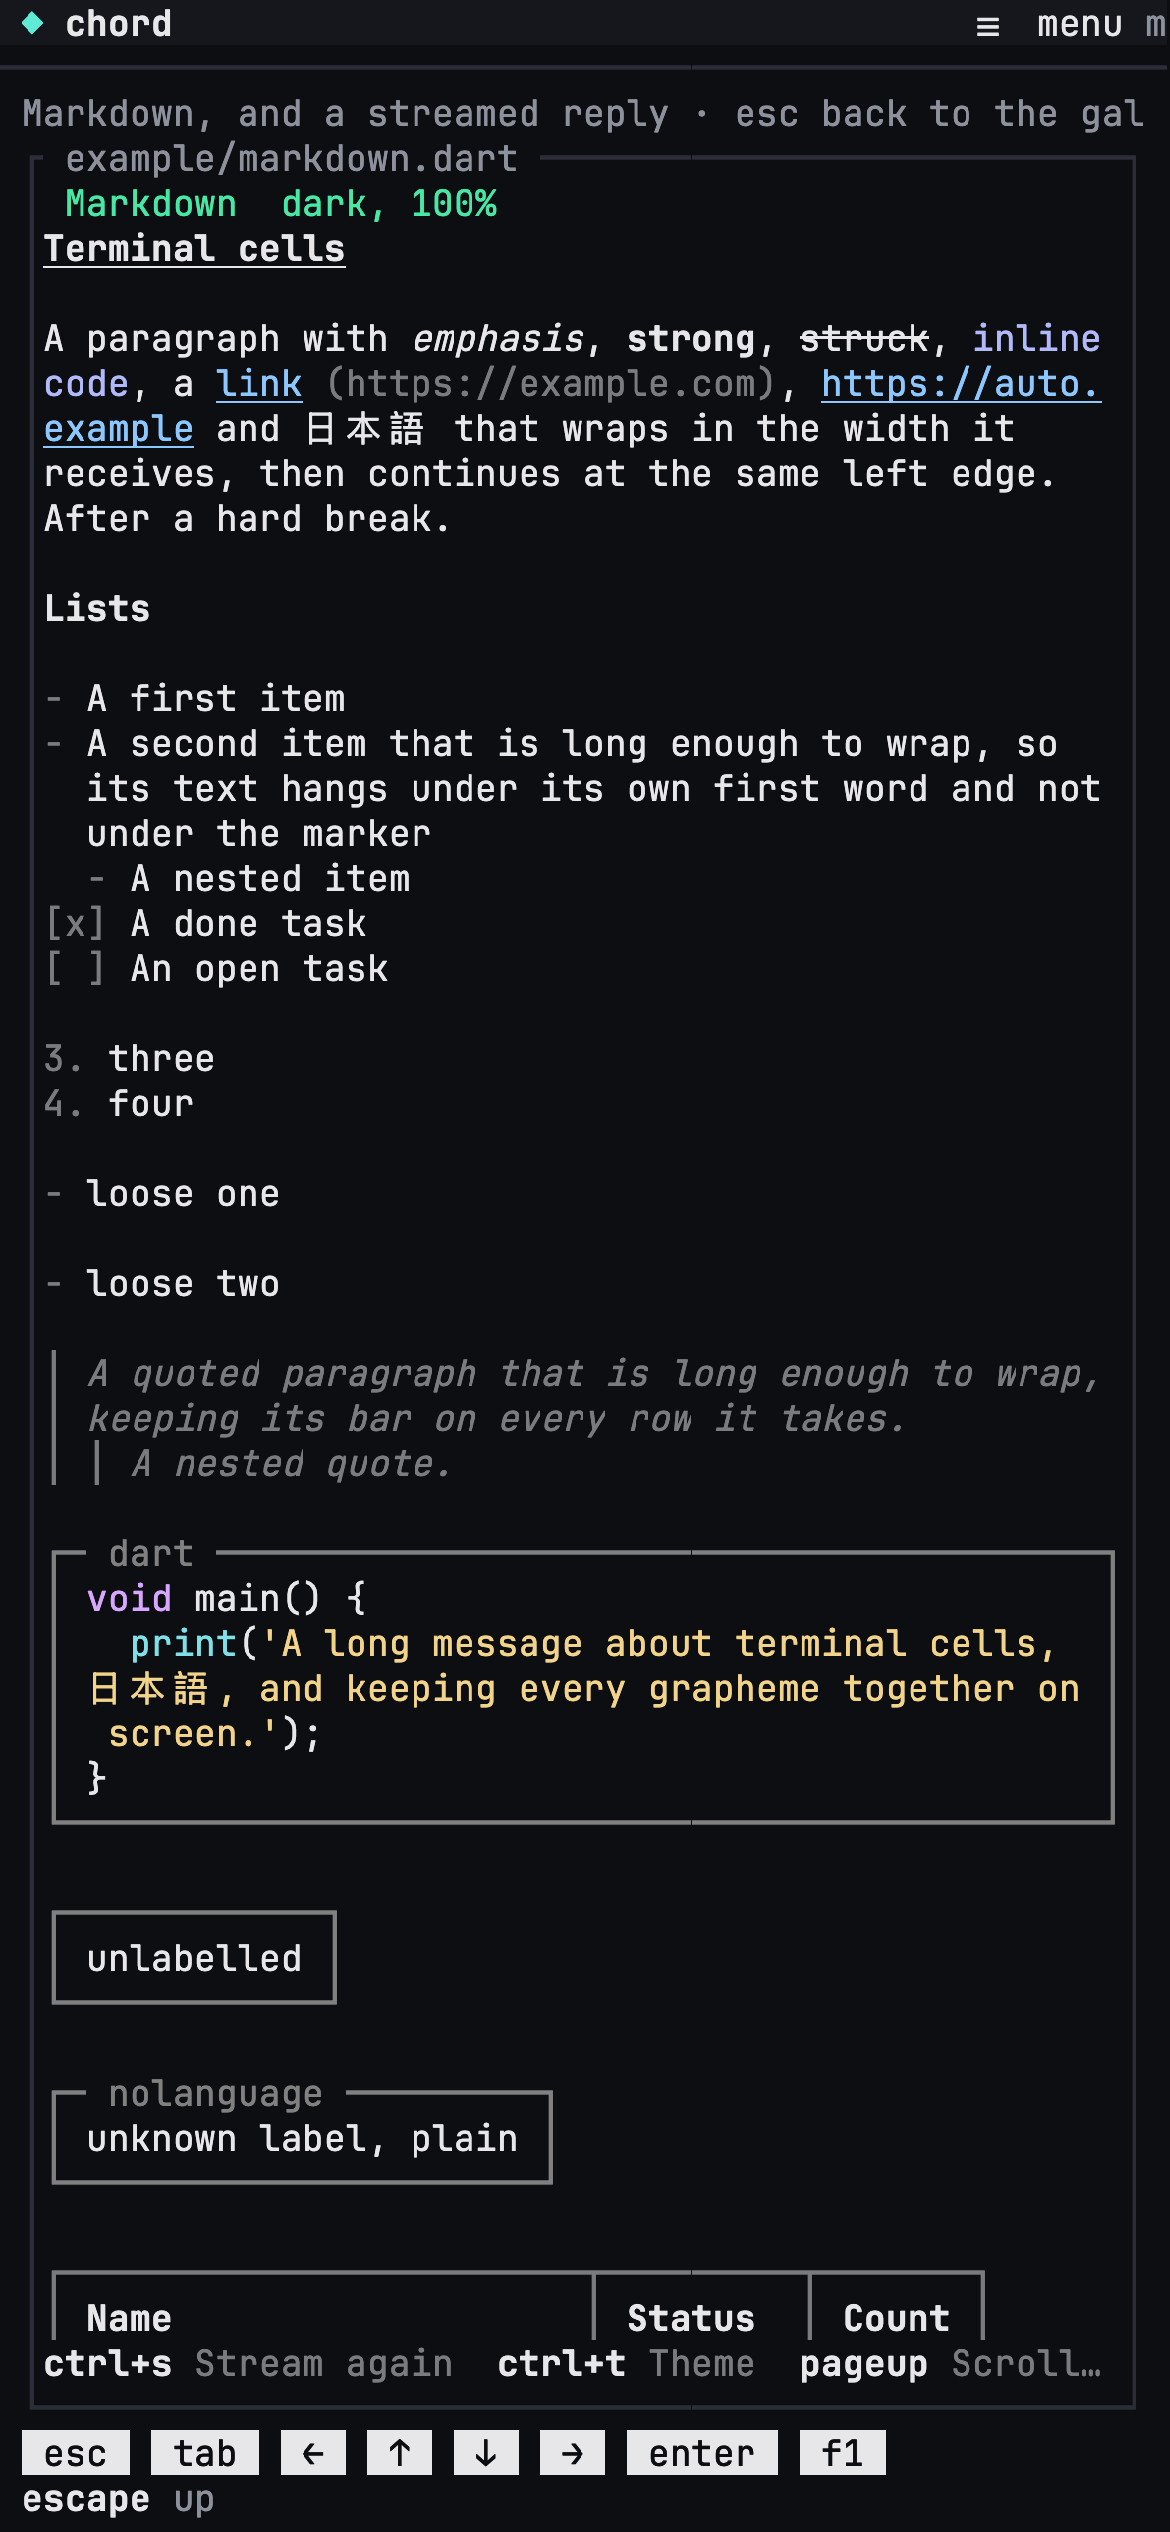 ◆ chord ≡ menu m
Markdown, and a streamed reply · esc back to the gal
example/markdown.dart
Markdown  dark, 100%
Terminal cells
A paragraph with emphasis, strong, struck, inline
code, a link (https://example.com), https://auto.
example and 日本語 that wraps in the width it
receives, then continues at the same left edge.
After a hard break.
Lists
- A first item
- A second item that is long enough to wrap, so
its text hangs under its own first word and not
under the marker
- A nested item
[x] A done task
[ ] An open task
3. three
4. four
- loose one
- loose two
A quoted paragraph that is long enough to wrap,
keeping its bar on every row it takes.
A nested quote.
dart
void main() {
  print('A long message about terminal cells,
日本語, and keeping every grapheme together on
 screen.');
}
unlabelled
nolanguage
unknown label, plain
Name Status Count
ctrl+s Stream again ctrl+t Theme pageup Scroll…
esc tab ← ↑ ↓ → enter f1
escape up